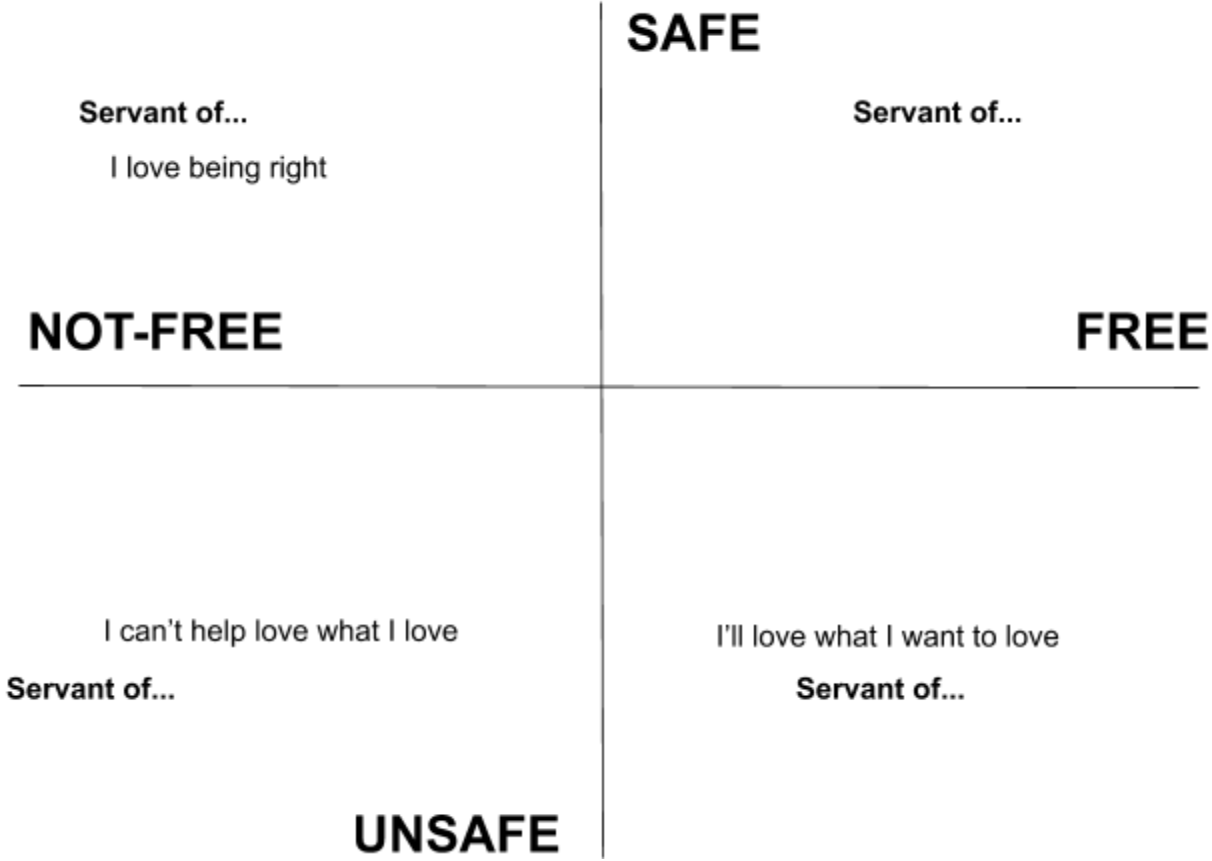 SAFE
Servant of...
Servant of...
I love being right
NOT-FREE
FREE
I can't help love what I love
I'll love what I want to love
Servant of...
Servant of...
UNSAFE